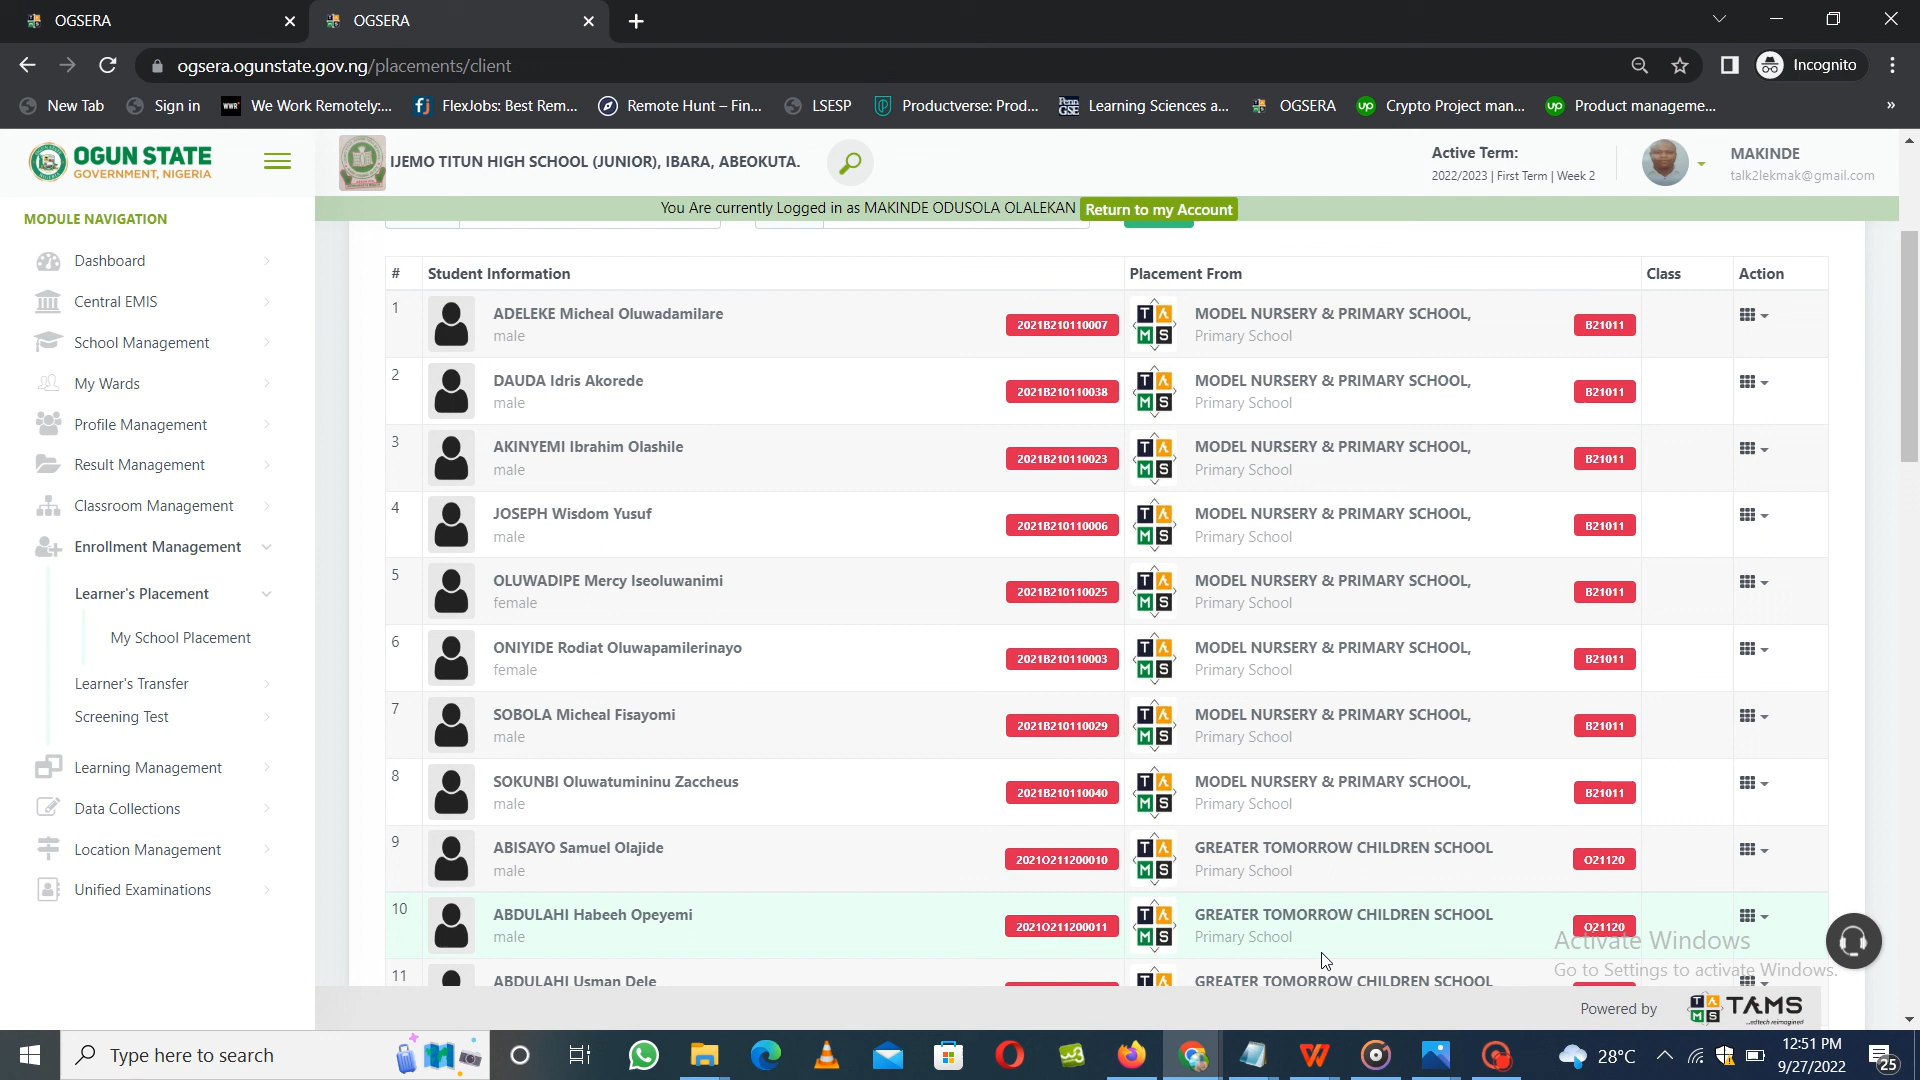 OGSERA
OGSERA
ogsera.ogunstate.gov.ng/placements/client
Incognito
New Tab
Sign in
We Work Remotely:...
FlexJobs: Best Rem...
Remote Hunt – Fin...
LSESP
Productverse: Prod...
Learning Sciences a...
OGSERA
Crypto Project man...
Product manageme...
»
OGUN STATE
GOVERNMENT, NIGERIA
IJEMO TITUN HIGH SCHOOL (JUNIOR), IBARA, ABEOKUTA.
Active Term:
2022/2023 | First Term | Week 2
MAKINDE
talk2lekmak@gmail.com
You Are currently Logged in as MAKINDE ODUSOLA OLALEKAN Return to my Account
MODULE NAVIGATION
Dashboard
Central EMIS
School Management
My Wards
Profile Management
Result Management
Classroom Management
Enrollment Management
Learner's Placement
My School Placement
Learner's Transfer
Screening Test
Learning Management
Data Collections
Location Management
Unified Examinations
# Student Information Placement From Class Action
1 ADELEKE Micheal Oluwadamilare 2021B210110007 MODEL NURSERY & PRIMARY SCHOOL, B21011
male Primary School
2 DAUDA Idris Akorede 2021B210110038 MODEL NURSERY & PRIMARY SCHOOL, B21011
male Primary School
3 AKINYEMI Ibrahim Olashile 2021B210110023 MODEL NURSERY & PRIMARY SCHOOL, B21011
male Primary School
4 JOSEPH Wisdom Yusuf 2021B210110006 MODEL NURSERY & PRIMARY SCHOOL, B21011
male Primary School
5 OLUWADIPE Mercy Iseoluwanimi 2021B210110025 MODEL NURSERY & PRIMARY SCHOOL, B21011
female Primary School
6 ONIYIDE Rodiat Oluwapamilerinayo 2021B210110003 MODEL NURSERY & PRIMARY SCHOOL, B21011
female Primary School
7 SOBOLA Micheal Fisayomi 2021B210110029 MODEL NURSERY & PRIMARY SCHOOL, B21011
male Primary School
8 SOKUNBI Oluwatumininu Zaccheus 2021B210110040 MODEL NURSERY & PRIMARY SCHOOL, B21011
male Primary School
9 ABISAYO Samuel Olajide 2021O211200010 GREATER TOMORROW CHILDREN SCHOOL O21120
male Primary School
10 ABDULAHI Habeeh Opeyemi 2021O211200011 GREATER TOMORROW CHILDREN SCHOOL O21120
male Primary School
11 ABDULAHI Usman Dele GREATER TOMORROW CHILDREN SCHOOL
Activate Windows
Go to Settings to activate Windows.
Powered by TAMS
...edtech reimagined
Type here to search
28°C
12:51 PM
9/27/2022
25